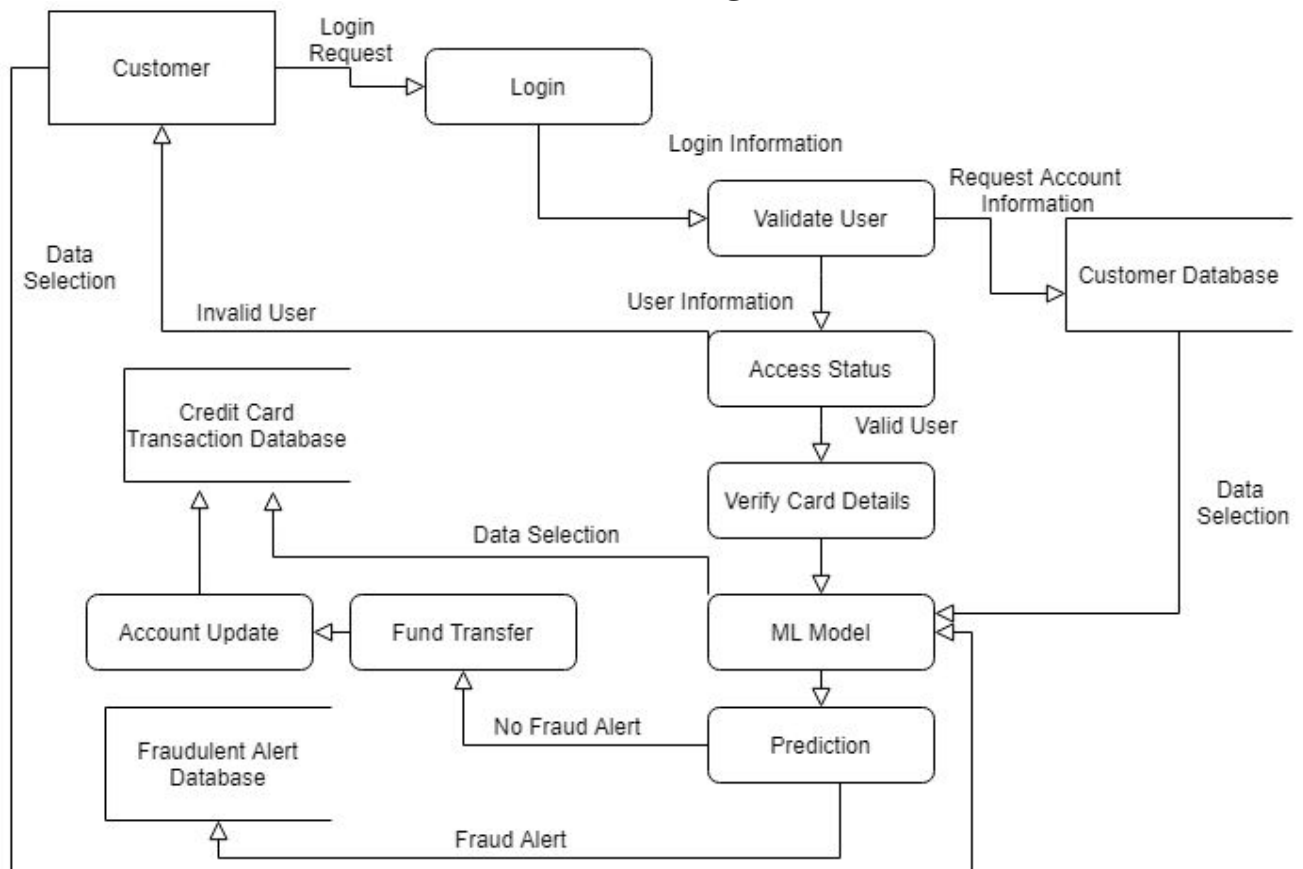 Login
Request
Customer
Login
Login Information
Request Account
Information
Validate User
Data
Selection
Customer Database
User Information
Invalid User
Access Status
Credit Card
Transaction Database
Valid User
Verify Card Details
Data
Selection
Data Selection
Account Update
Fund Transfer
ML Model
No Fraud Alert
Prediction
Fraudulent Alert
Database
Fraud Alert